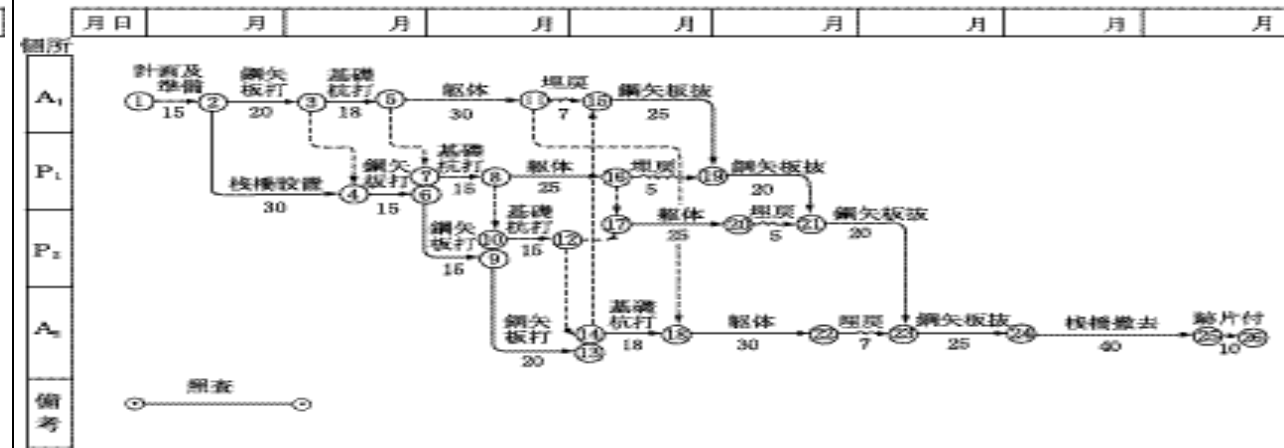 月日 月 月 月 月 月 月 月 月
個所
A₁
計画及準備
鋼矢板打
基礎杭打
躯体
埋戻
鋼矢板抜
① ② ③ ⑤ ⑪ ⑮
15 20 18 30 7 25
P₁
鋼矢板打
基礎杭打
躯体
埋戻
鋼矢板抜
⑦ ⑧ ⑯ ⑲
桟橋設置
④ ⑥
30 15 15 25 5 20
P₂
鋼矢板打
基礎杭打
躯体
埋戻
鋼矢板抜
⑩ ⑫ ⑰ ⑳ ㉑
⑨
15 15 25 5 20
A₂
鋼矢板打
基礎杭打
躯体
埋戻
鋼矢板抜
桟橋撤去
跡片付
⑭ ㉒ ㉓ ㉔ ㉕ ㉖
⑬
20 18 30 7 25 40 10
備考
照査